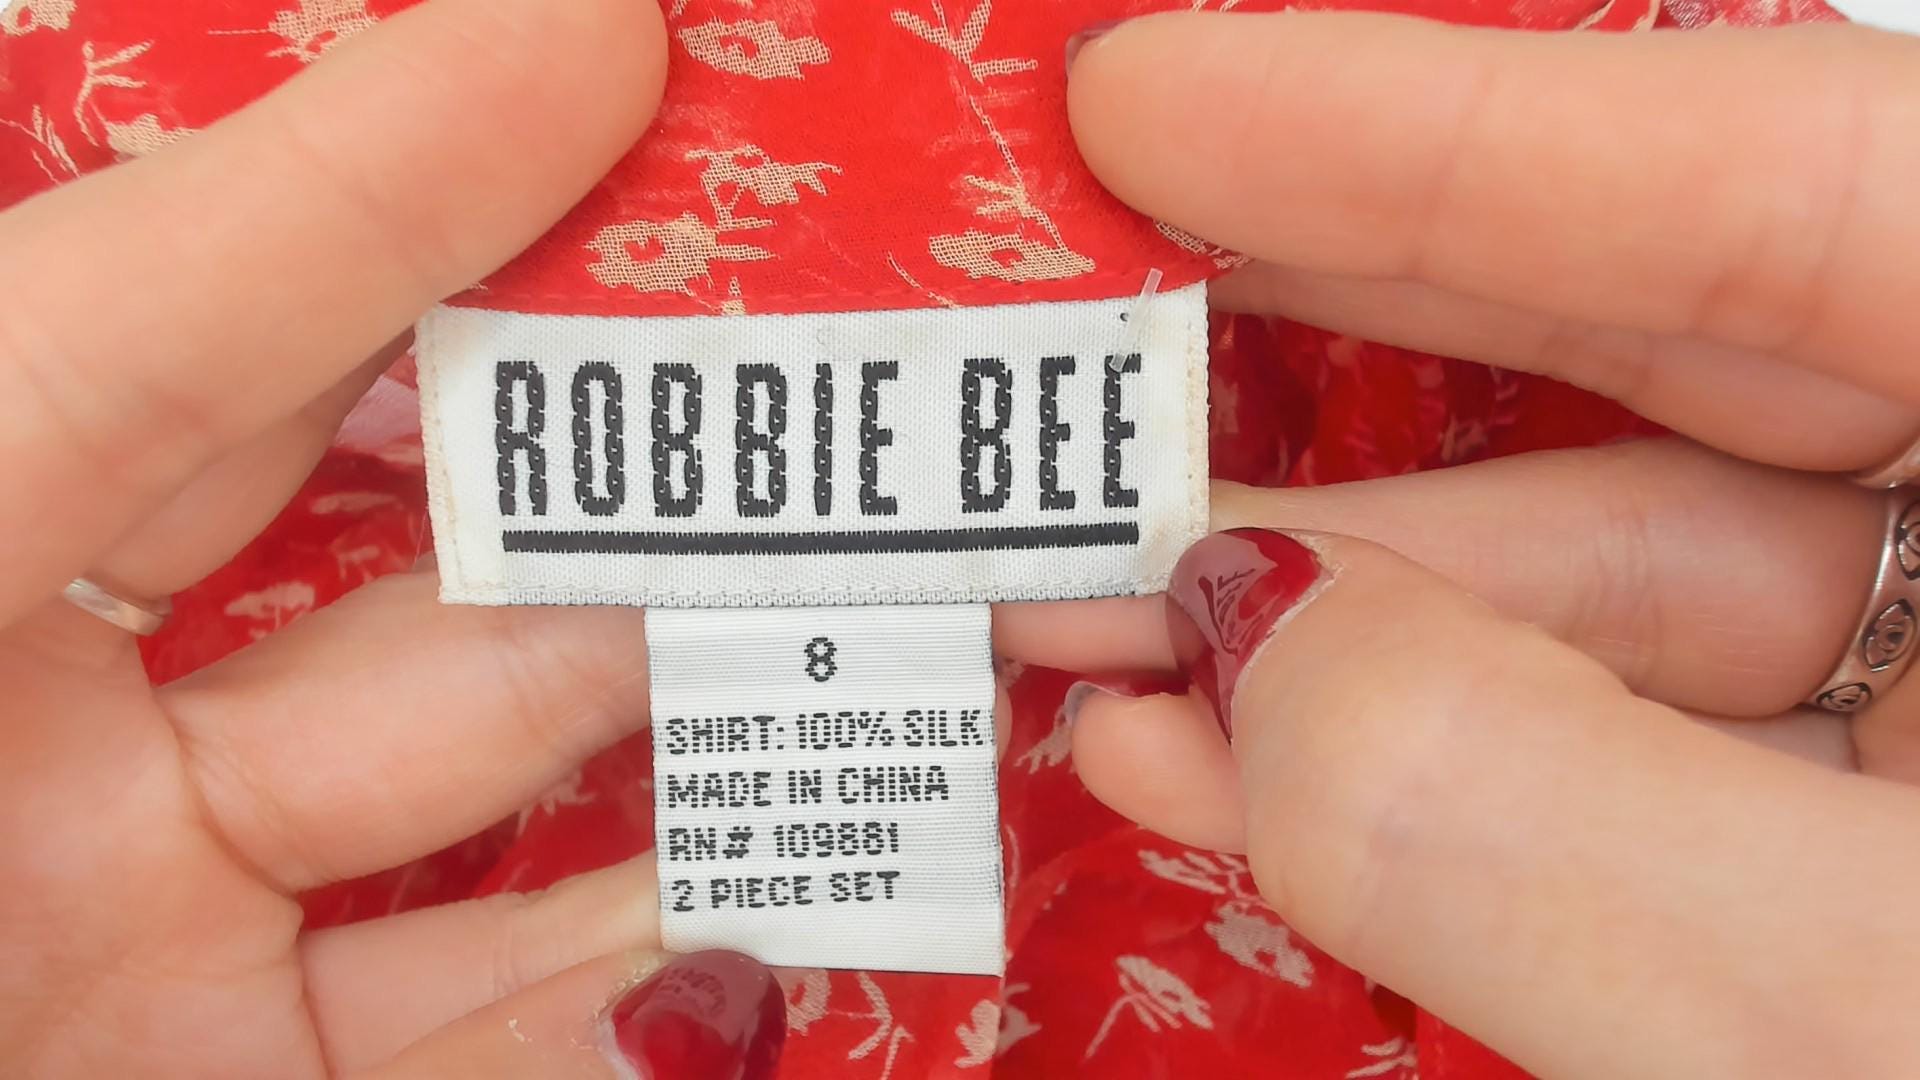 ROBBIE BEE
8
SHIRT: 100% SILK
MADE IN CHINA
RN# 109881
2 PIECE SET